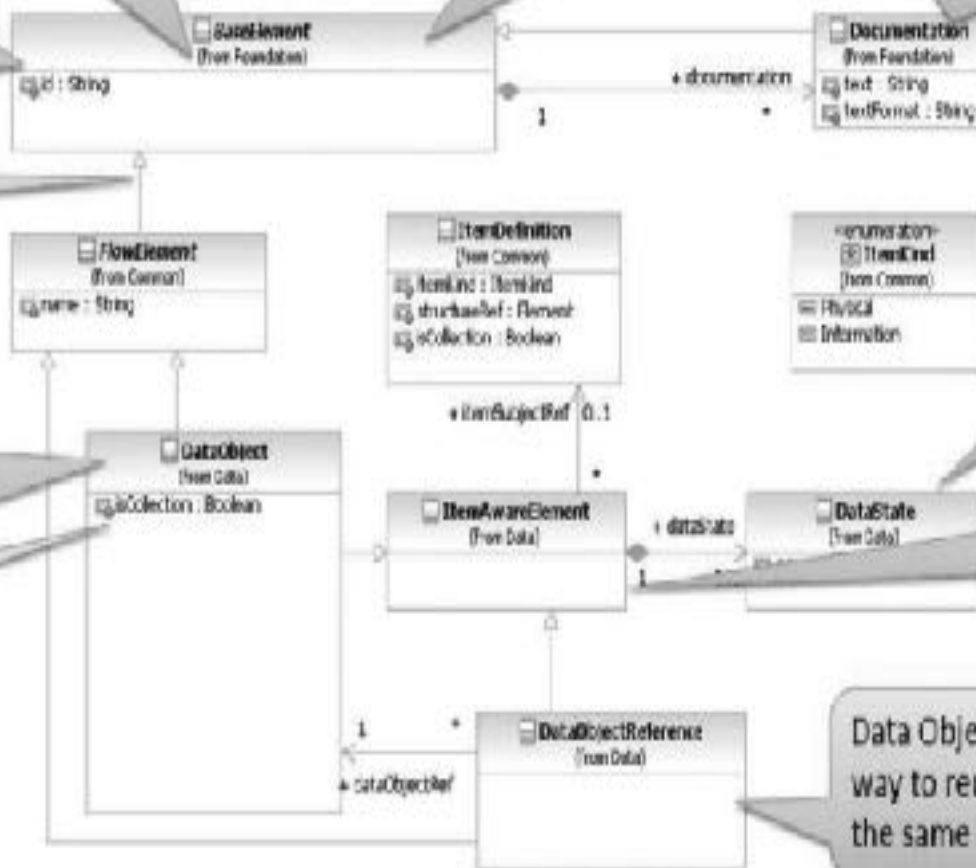 BaseElement
(from Foundation)
id : String
Documentation
(from Foundation)
text : String
textFormat : String
+ documentation
1
*
FlowElement
(from Common)
name : String
ItemDefinition
(from Common)
itemKind : ItemKind
structureRef : Element
isCollection : Boolean
«enumeration»
ItemKind
(from Common)
Physical
Information
+ itemSubjectRef
0..1
*
DataObject
(from Data)
isCollection : Boolean
ItemAwareElement
(from Data)
+ dataState
1
DataState
(from Data)
DataObjectReference
(from Data)
1
*
+ dataObjectRef
Data Obje
way to re
the same